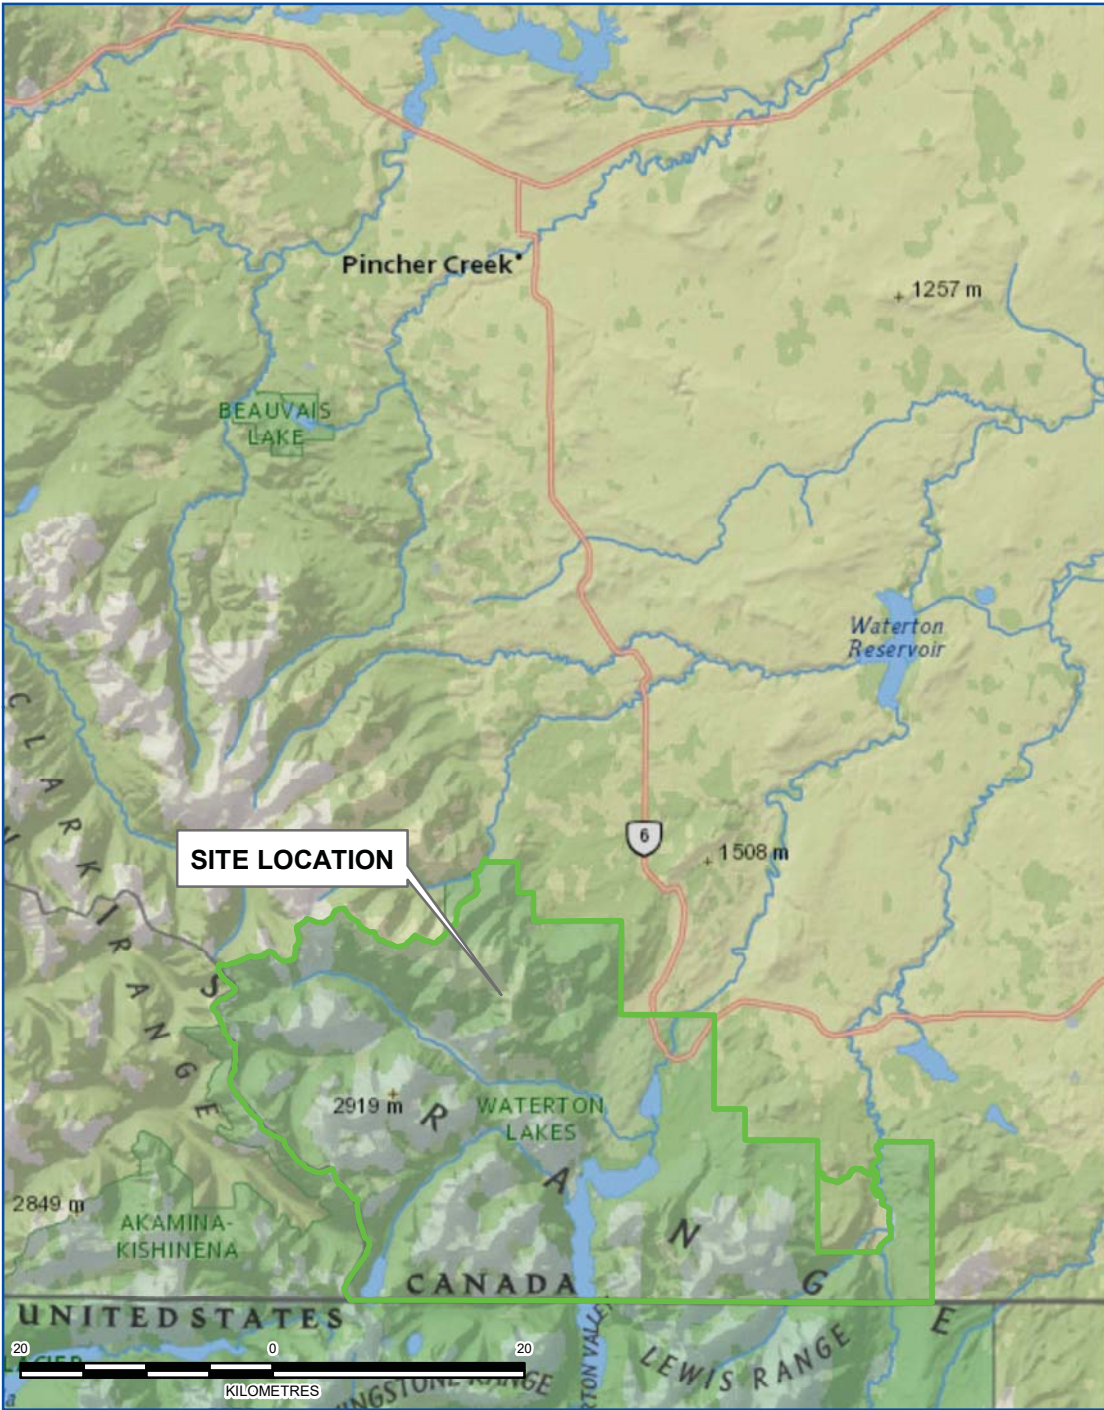 Pincher Creek
1257 m
BEAUVAIS
LAKE
Waterton
Reservoir
CLARK RANGE
6
1508 m
SITE LOCATION
2919 m
WATERTON
LAKES
2849 m
AKAMINA-
KISHINENA
RANGE
CANADA
UNITED STATES
LEWIS RANGE
20 0 20
KILOMETRES